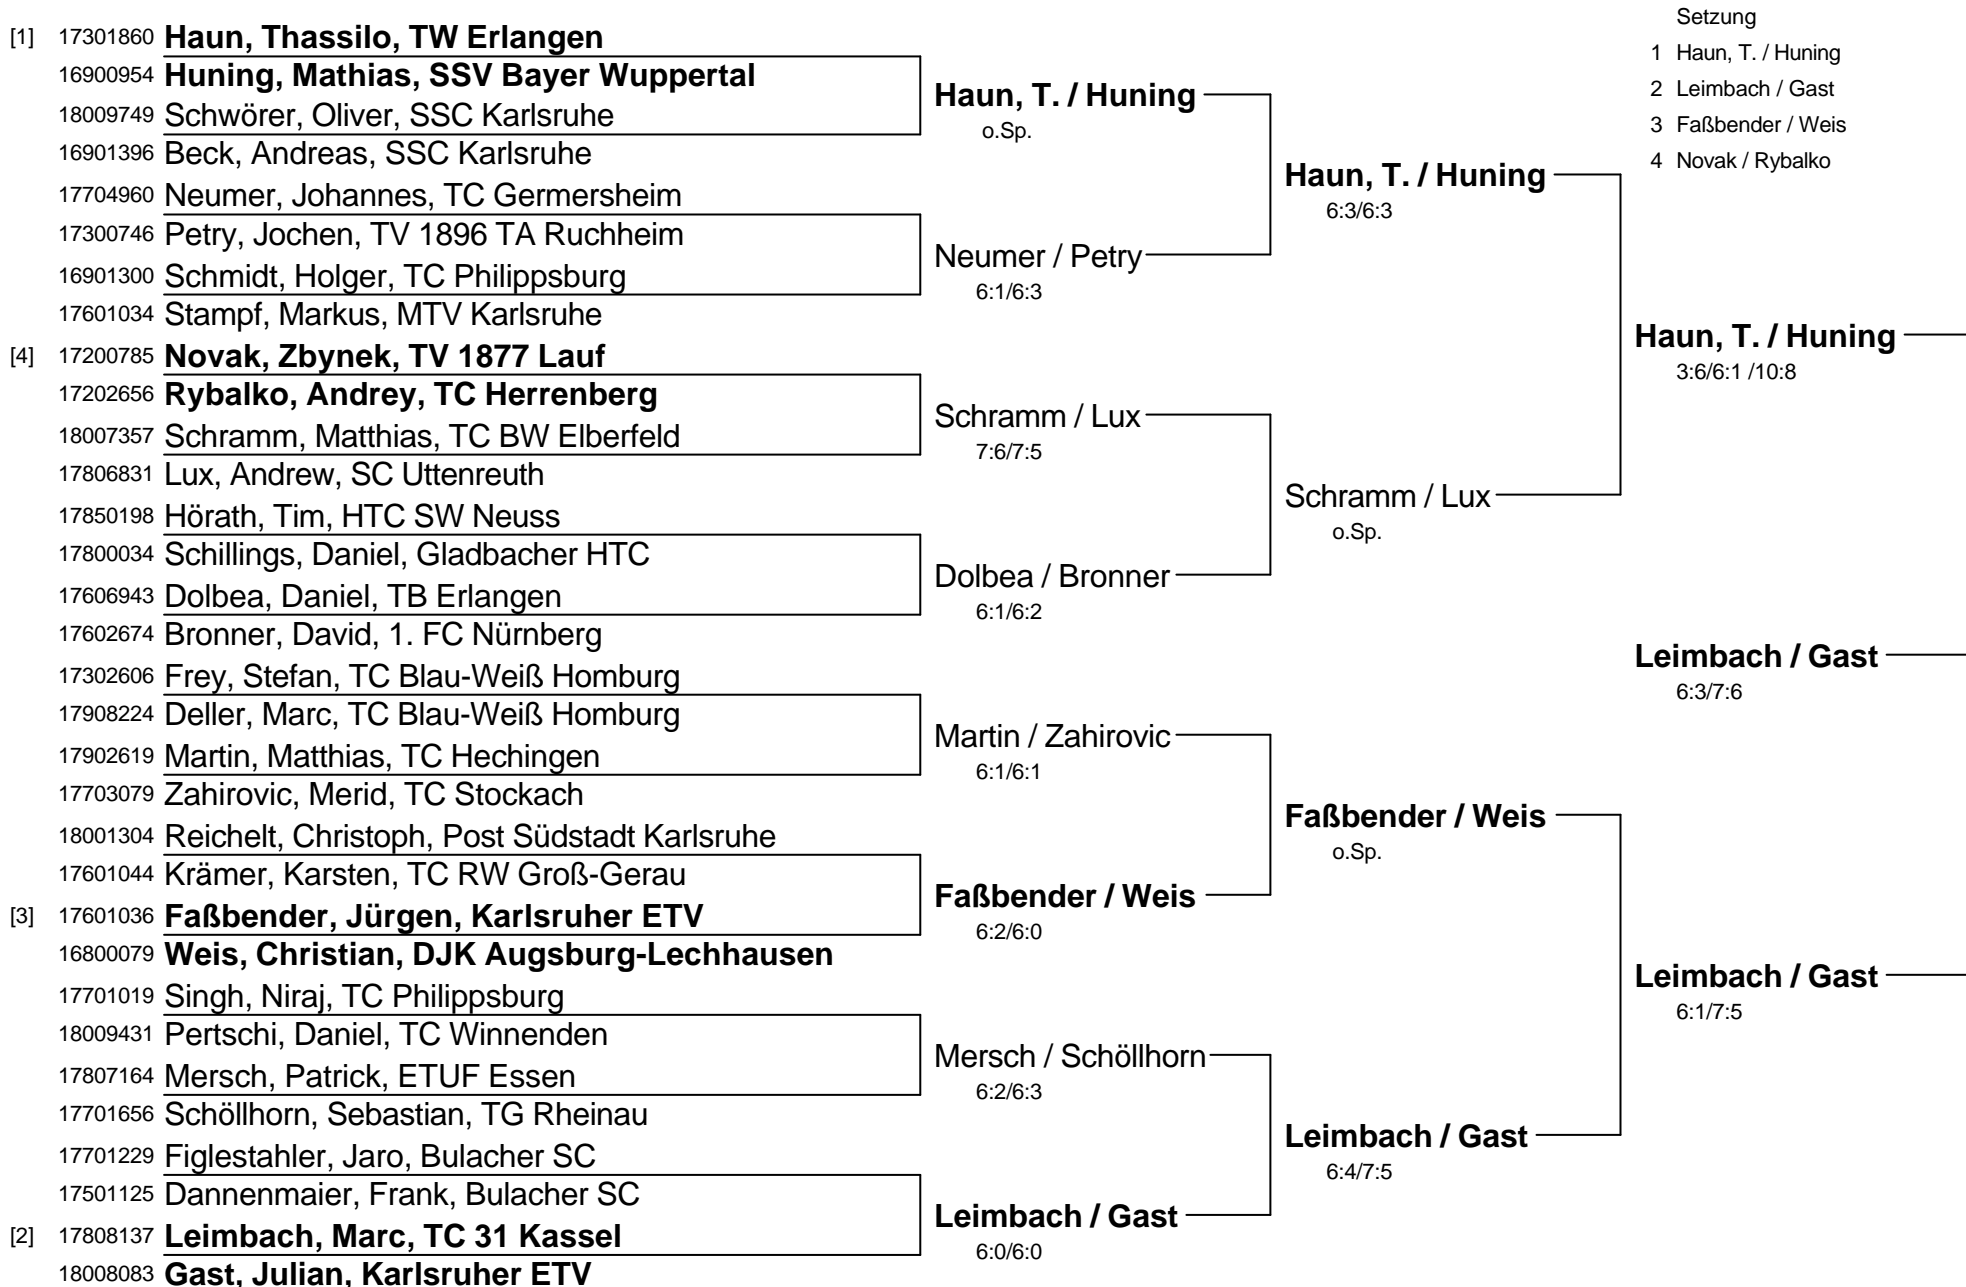 [1] 17301860 Haun, Thassilo, TW Erlangen
16900954 Huning, Mathias, SSV Bayer Wuppertal
18009749 Schwörer, Oliver, SSC Karlsruhe
16901396 Beck, Andreas, SSC Karlsruhe
17704960 Neumer, Johannes, TC Germersheim
17300746 Petry, Jochen, TV 1896 TA Ruchheim
16901300 Schmidt, Holger, TC Philippsburg
17601034 Stampf, Markus, MTV Karlsruhe
[4] 17200785 Novak, Zbynek, TV 1877 Lauf
17202656 Rybalko, Andrey, TC Herrenberg
18007357 Schramm, Matthias, TC BW Elberfeld
17806831 Lux, Andrew, SC Uttenreuth
17850198 Hörath, Tim, HTC SW Neuss
17800034 Schillings, Daniel, Gladbacher HTC
17606943 Dolbea, Daniel, TB Erlangen
17602674 Bronner, David, 1. FC Nürnberg
17302606 Frey, Stefan, TC Blau-Weiß Homburg
17908224 Deller, Marc, TC Blau-Weiß Homburg
17902619 Martin, Matthias, TC Hechingen
17703079 Zahirovic, Merid, TC Stockach
18001304 Reichelt, Christoph, Post Südstadt Karlsruhe
17601044 Krämer, Karsten, TC RW Groß-Gerau
[3] 17601036 Faßbender, Jürgen, Karlsruher ETV
16800079 Weis, Christian, DJK Augsburg-Lechhausen
17701019 Singh, Niraj, TC Philippsburg
18009431 Pertschi, Daniel, TC Winnenden
17807164 Mersch, Patrick, ETUF Essen
17701656 Schöllhorn, Sebastian, TG Rheinau
17701229 Figlestahler, Jaro, Bulacher SC
17501125 Dannenmaier, Frank, Bulacher SC
[2] 17808137 Leimbach, Marc, TC 31 Kassel
18008083 Gast, Julian, Karlsruher ETV
Haun, T. / Huning
o.Sp.
Neumer / Petry
6:1/6:3
Schramm / Lux
7:6/7:5
Dolbea / Bronner
6:1/6:2
Martin / Zahirovic
6:1/6:1
Faßbender / Weis
6:2/6:0
Mersch / Schöllhorn
6:2/6:3
Leimbach / Gast
6:0/6:0
Haun, T. / Huning
6:3/6:3
Schramm / Lux
o.Sp.
Faßbender / Weis
o.Sp.
Leimbach / Gast
6:4/7:5
Setzung
1 Haun, T. / Huning
2 Leimbach / Gast
3 Faßbender / Weis
4 Novak / Rybalko
Haun, T. / Huning
3:6/6:1 /10:8
Leimbach / Gast
6:3/7:6
Leimbach / Gast
6:1/7:5